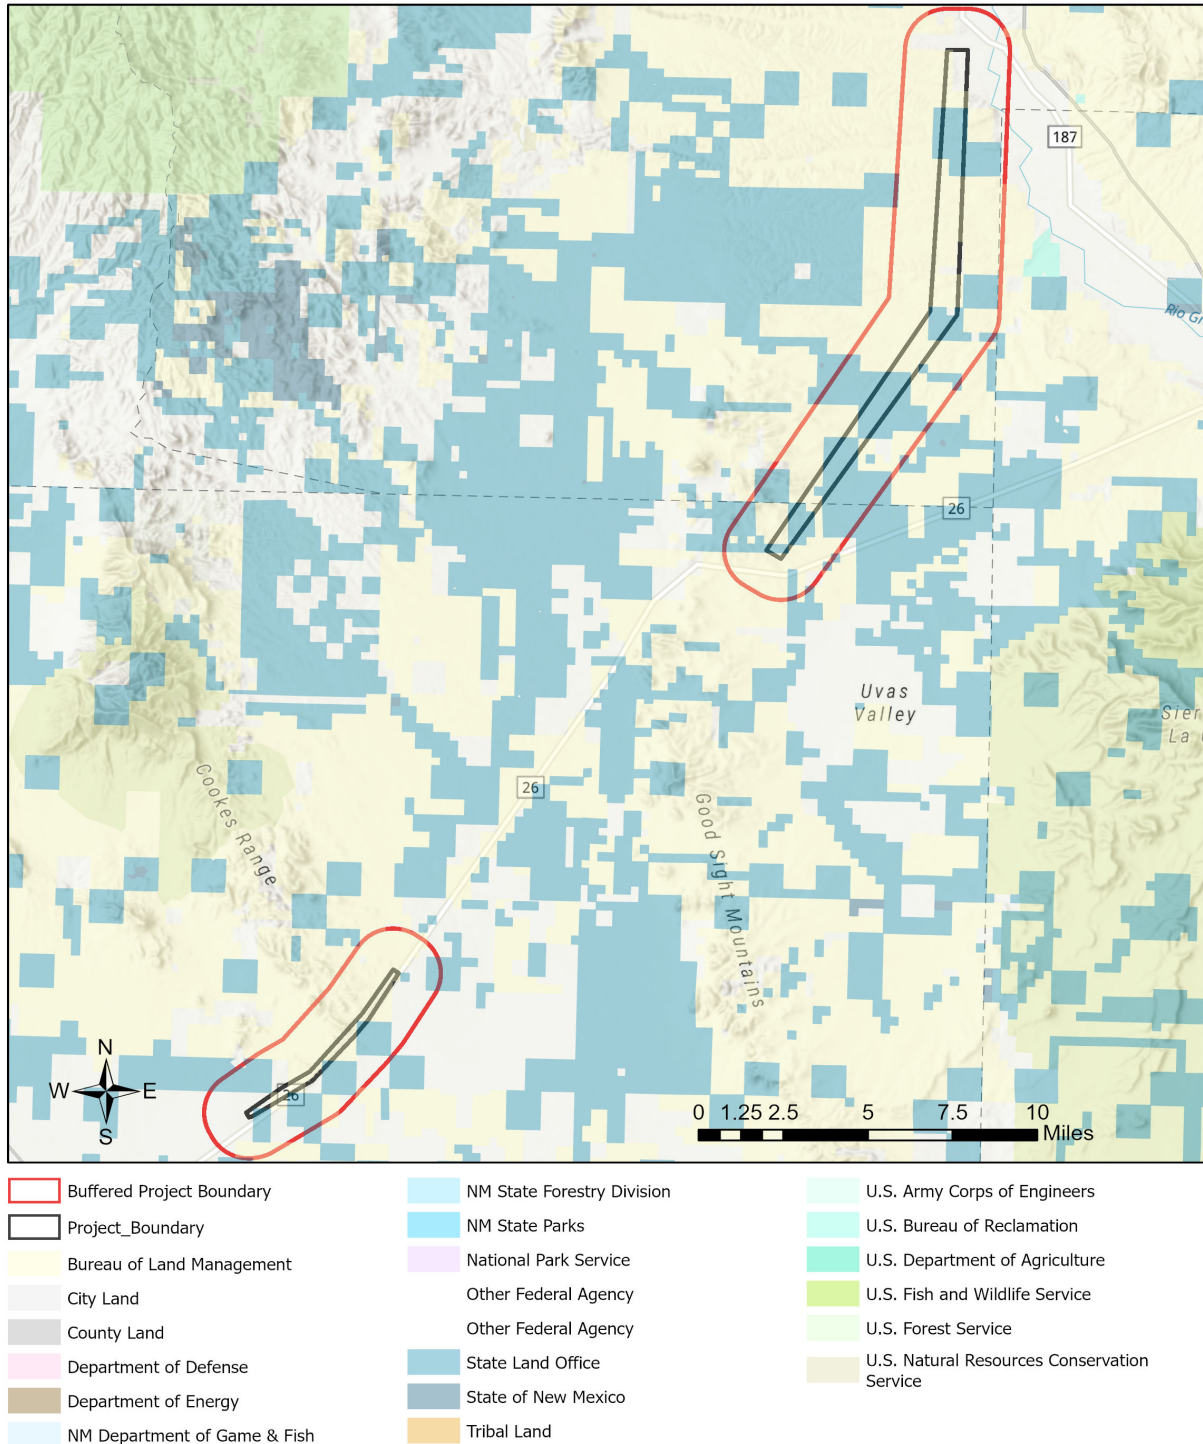 187
Rio Gr
26
Uvas
Valley
Sier
La
26
Cookes Range
Good Sight Mountains
N
W E
S
26
0 1.25 2.5 5 7.5 10
Miles
Buffered Project Boundary
Project_Boundary
Bureau of Land Management
City Land
County Land
Department of Defense
Department of Energy
NM Department of Game & Fish
NM State Forestry Division
NM State Parks
National Park Service
Other Federal Agency
Other Federal Agency
State Land Office
State of New Mexico
Tribal Land
U.S. Army Corps of Engineers
U.S. Bureau of Reclamation
U.S. Department of Agriculture
U.S. Fish and Wildlife Service
U.S. Forest Service
U.S. Natural Resources Conservation
Service